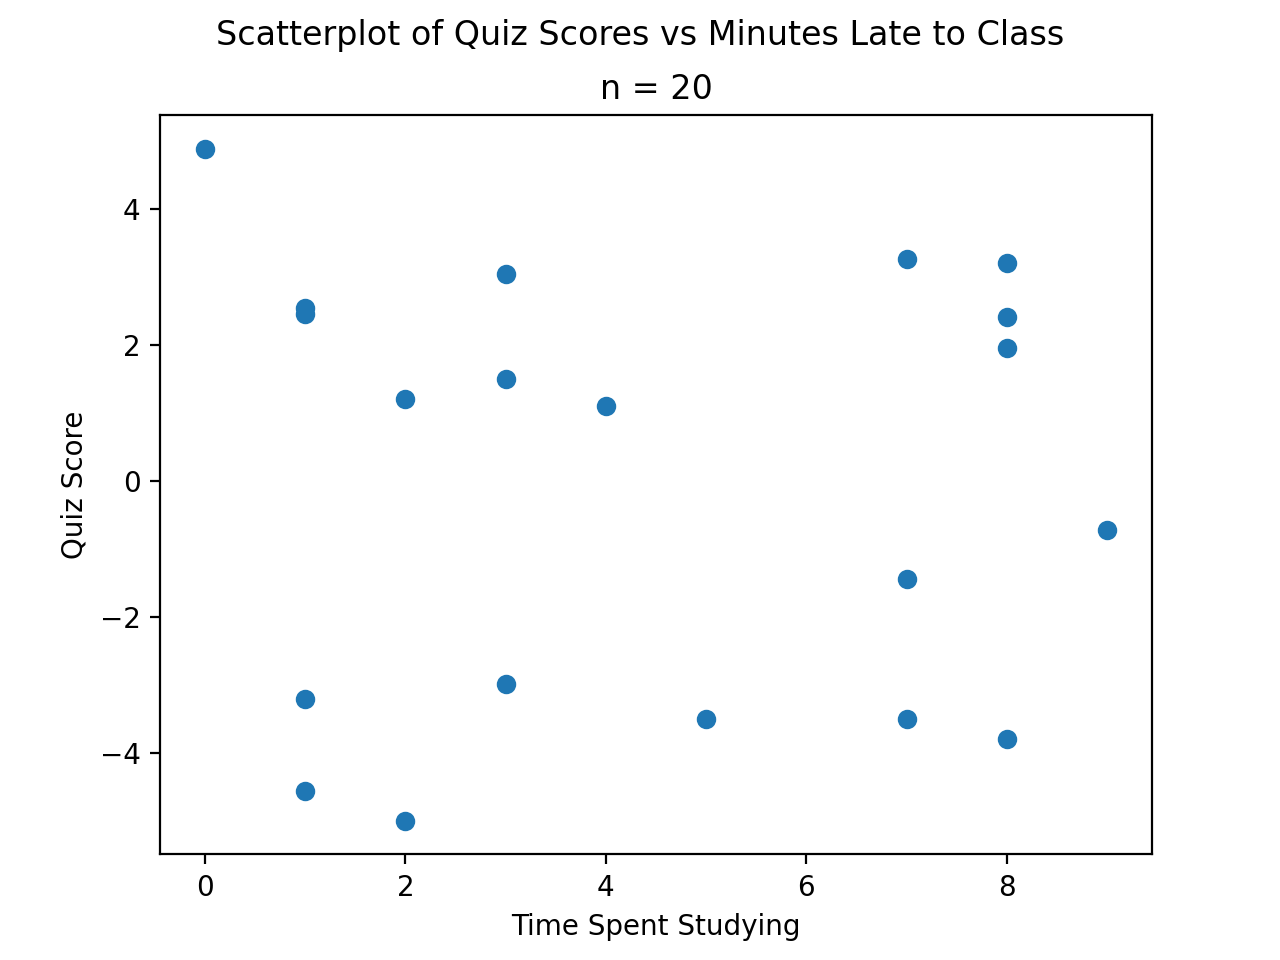 Scatterplot of Quiz Scores vs Minutes Late to Class
n = 20
4
2
0
−2
−4
Quiz Score
0 2 4 6 8
Time Spent Studying